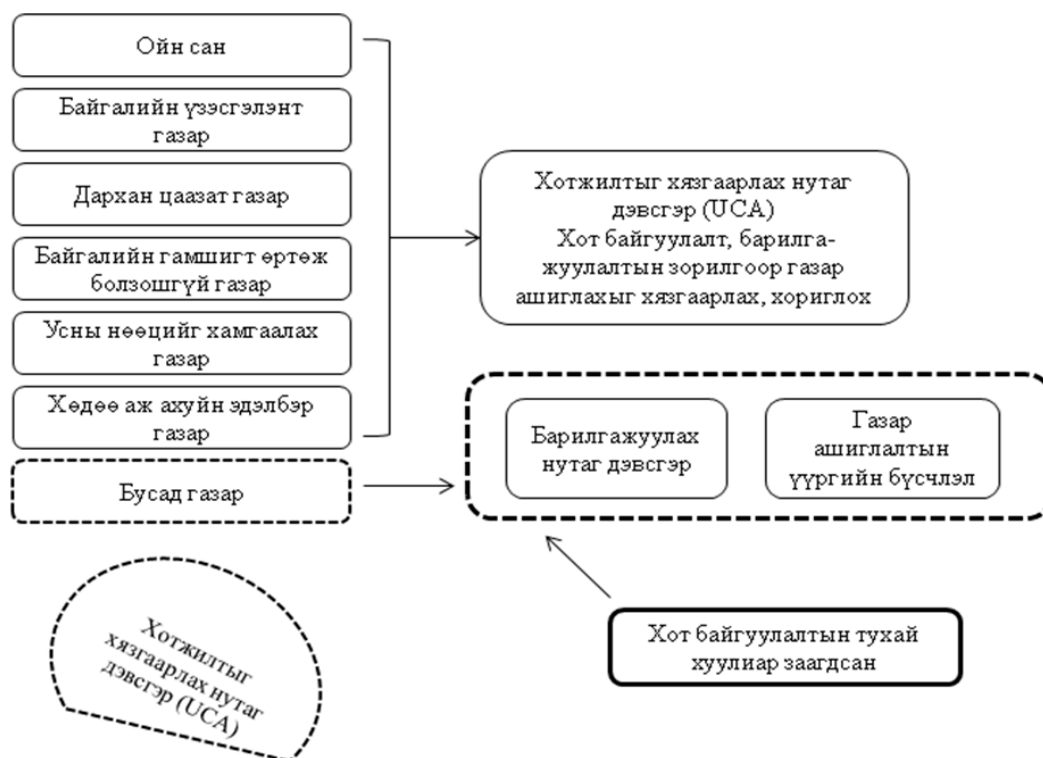 Ойн сан
Байгалийн үзэсгэлэнт
газар
Дархан цаазат газар
Байгалийн гамшигт өртөж
болзошгүй газар
Усны нөөцийг хамгаалах
газар
Хөдөө аж ахуйн эдэлбэр
газар
Бусад газар
Хотжилтыг хязгаарлах нутаг
дэвсгэр (UCA)
Хот байгуулалт, барилга-
жуулалтын зорилгоор газар
ашиглахыг хязгаарлах, хориглох
Барилгажуулах
нутаг дэвсгэр
Газар
ашиглалтын
үүргийн бүсчлэл
Хот байгуулалтын тухай
хуулиар заагдсан
Хотжилтыг
хязгаарлах нутаг
дэвсгэр (UCA)